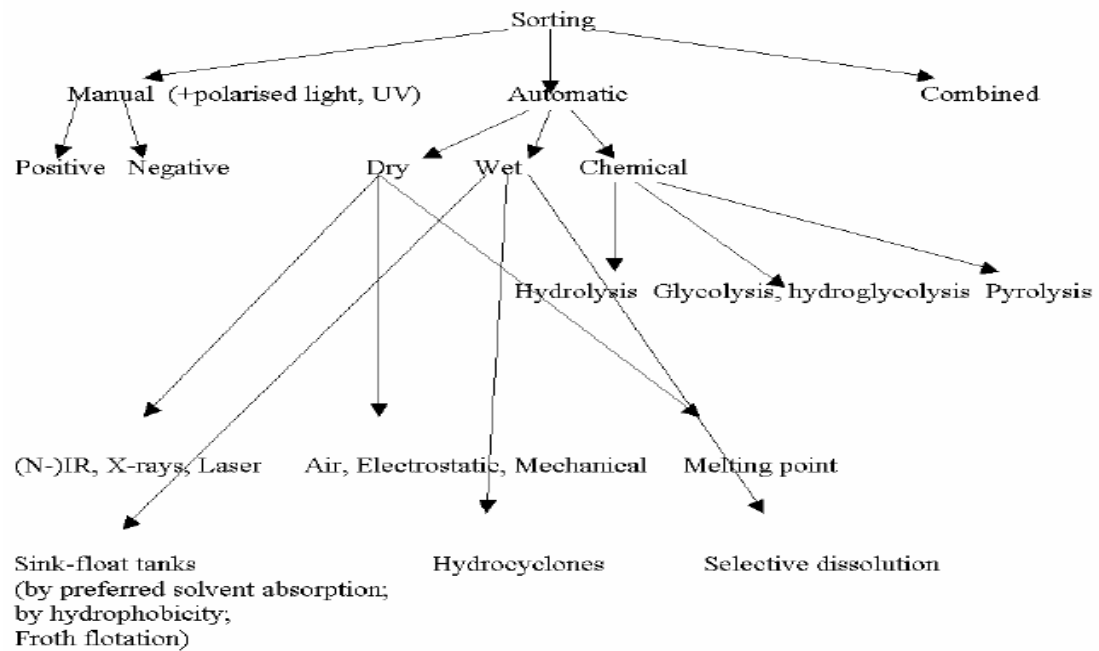 Sorting
Manual (+polarised light, UV) Automatic Combined
Positive Negative Dry Wet Chemical
Hydrolysis Glycolysis, hydroglycolysis Pyrolysis
(N-)IR, X-rays, Laser Air, Electrostatic, Mechanical Melting point
Sink-float tanks Hydrocyclones Selective dissolution
(by preferred solvent absorption;
by hydrophobicity;
Froth flotation)